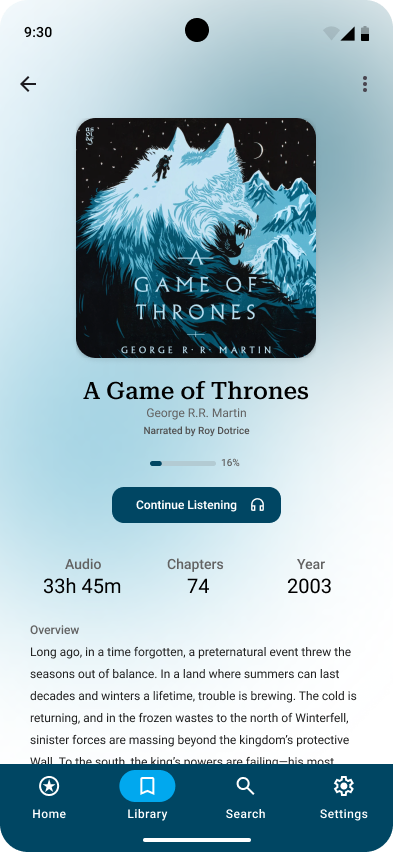 9:30
A
GAME OF
THRONES
GEORGE R·R·MARTIN
A Game of Thrones
George R.R. Martin
Narrated by Roy Dotrice
16%
Continue Listening
Audio Chapters Year
33h 45m 74 2003
Overview
Long ago, in a time forgotten, a preternatural event threw the
seasons out of balance. In a land where summers can last
decades and winters a lifetime, trouble is brewing. The cold is
returning, and in the frozen wastes to the north of Winterfell,
sinister forces are massing beyond the kingdom’s protective
Wall. To the south, the king’s powers are failing—his most
Home Library Search Settings